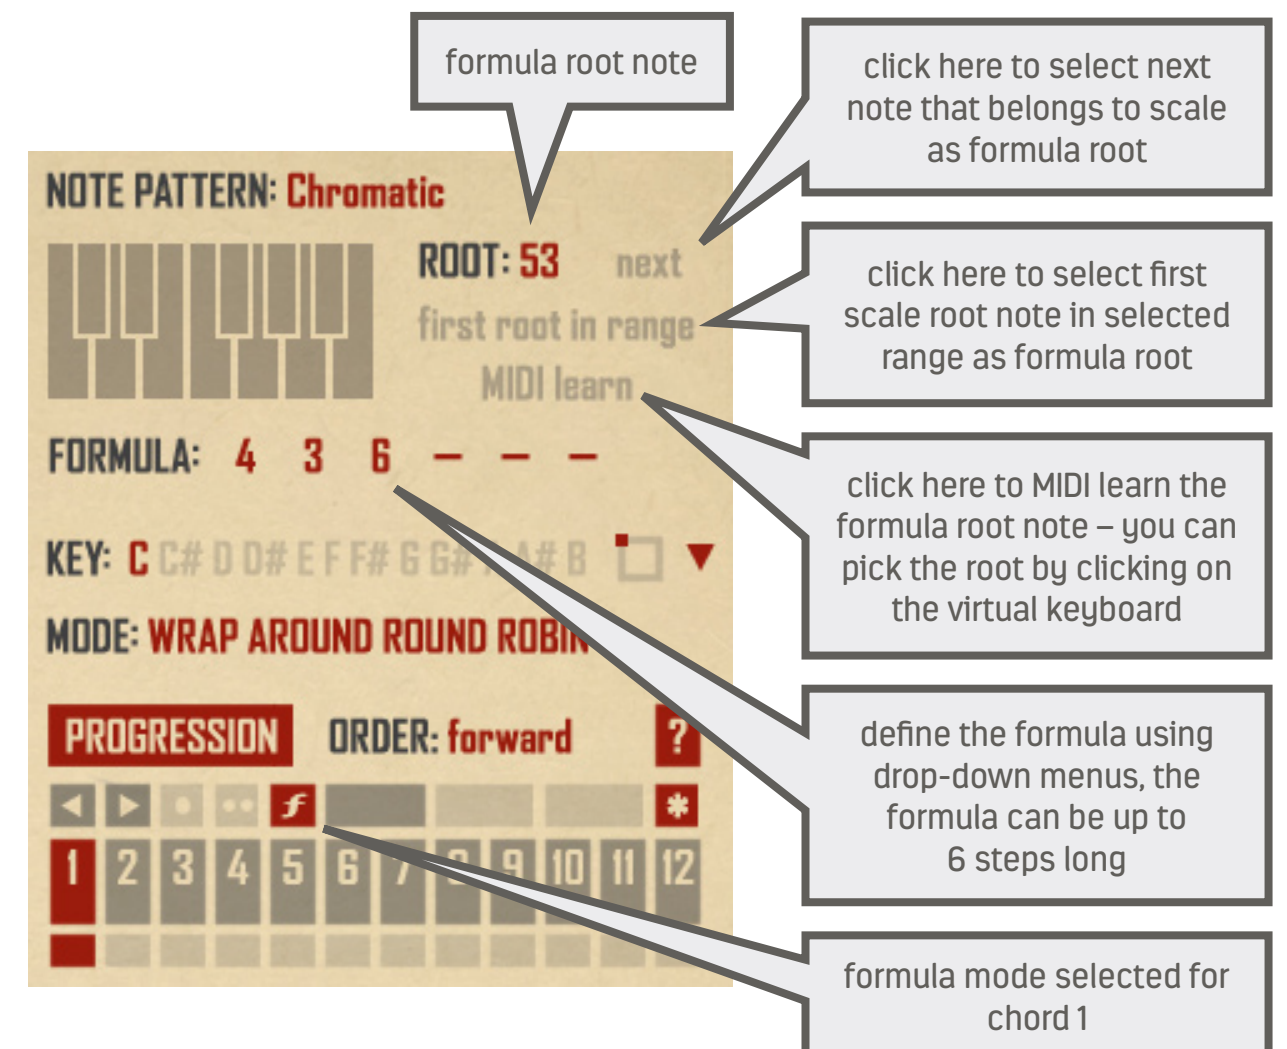 formula root note
click here to select next
note that belongs to scale
as formula root
NOTE PATTERN: Chromatic
ROOT: 53 next
first root in range
MIDI learn
click here to select first
scale root note in selected
range as formula root
FORMULA: 4 3 6 – – –
click here to MIDI learn the
formula root note – you can
pick the root by clicking on
the virtual keyboard
KEY: C C# D D# E F F# G G# A A# B
MODE: WRAP AROUND ROUND ROBIN
define the formula using
drop-down menus, the
formula can be up to
6 steps long
PROGRESSION ORDER: forward ?
f *
1 2 3 4 5 6 7 8 9 10 11 12
formula mode selected for
chord 1